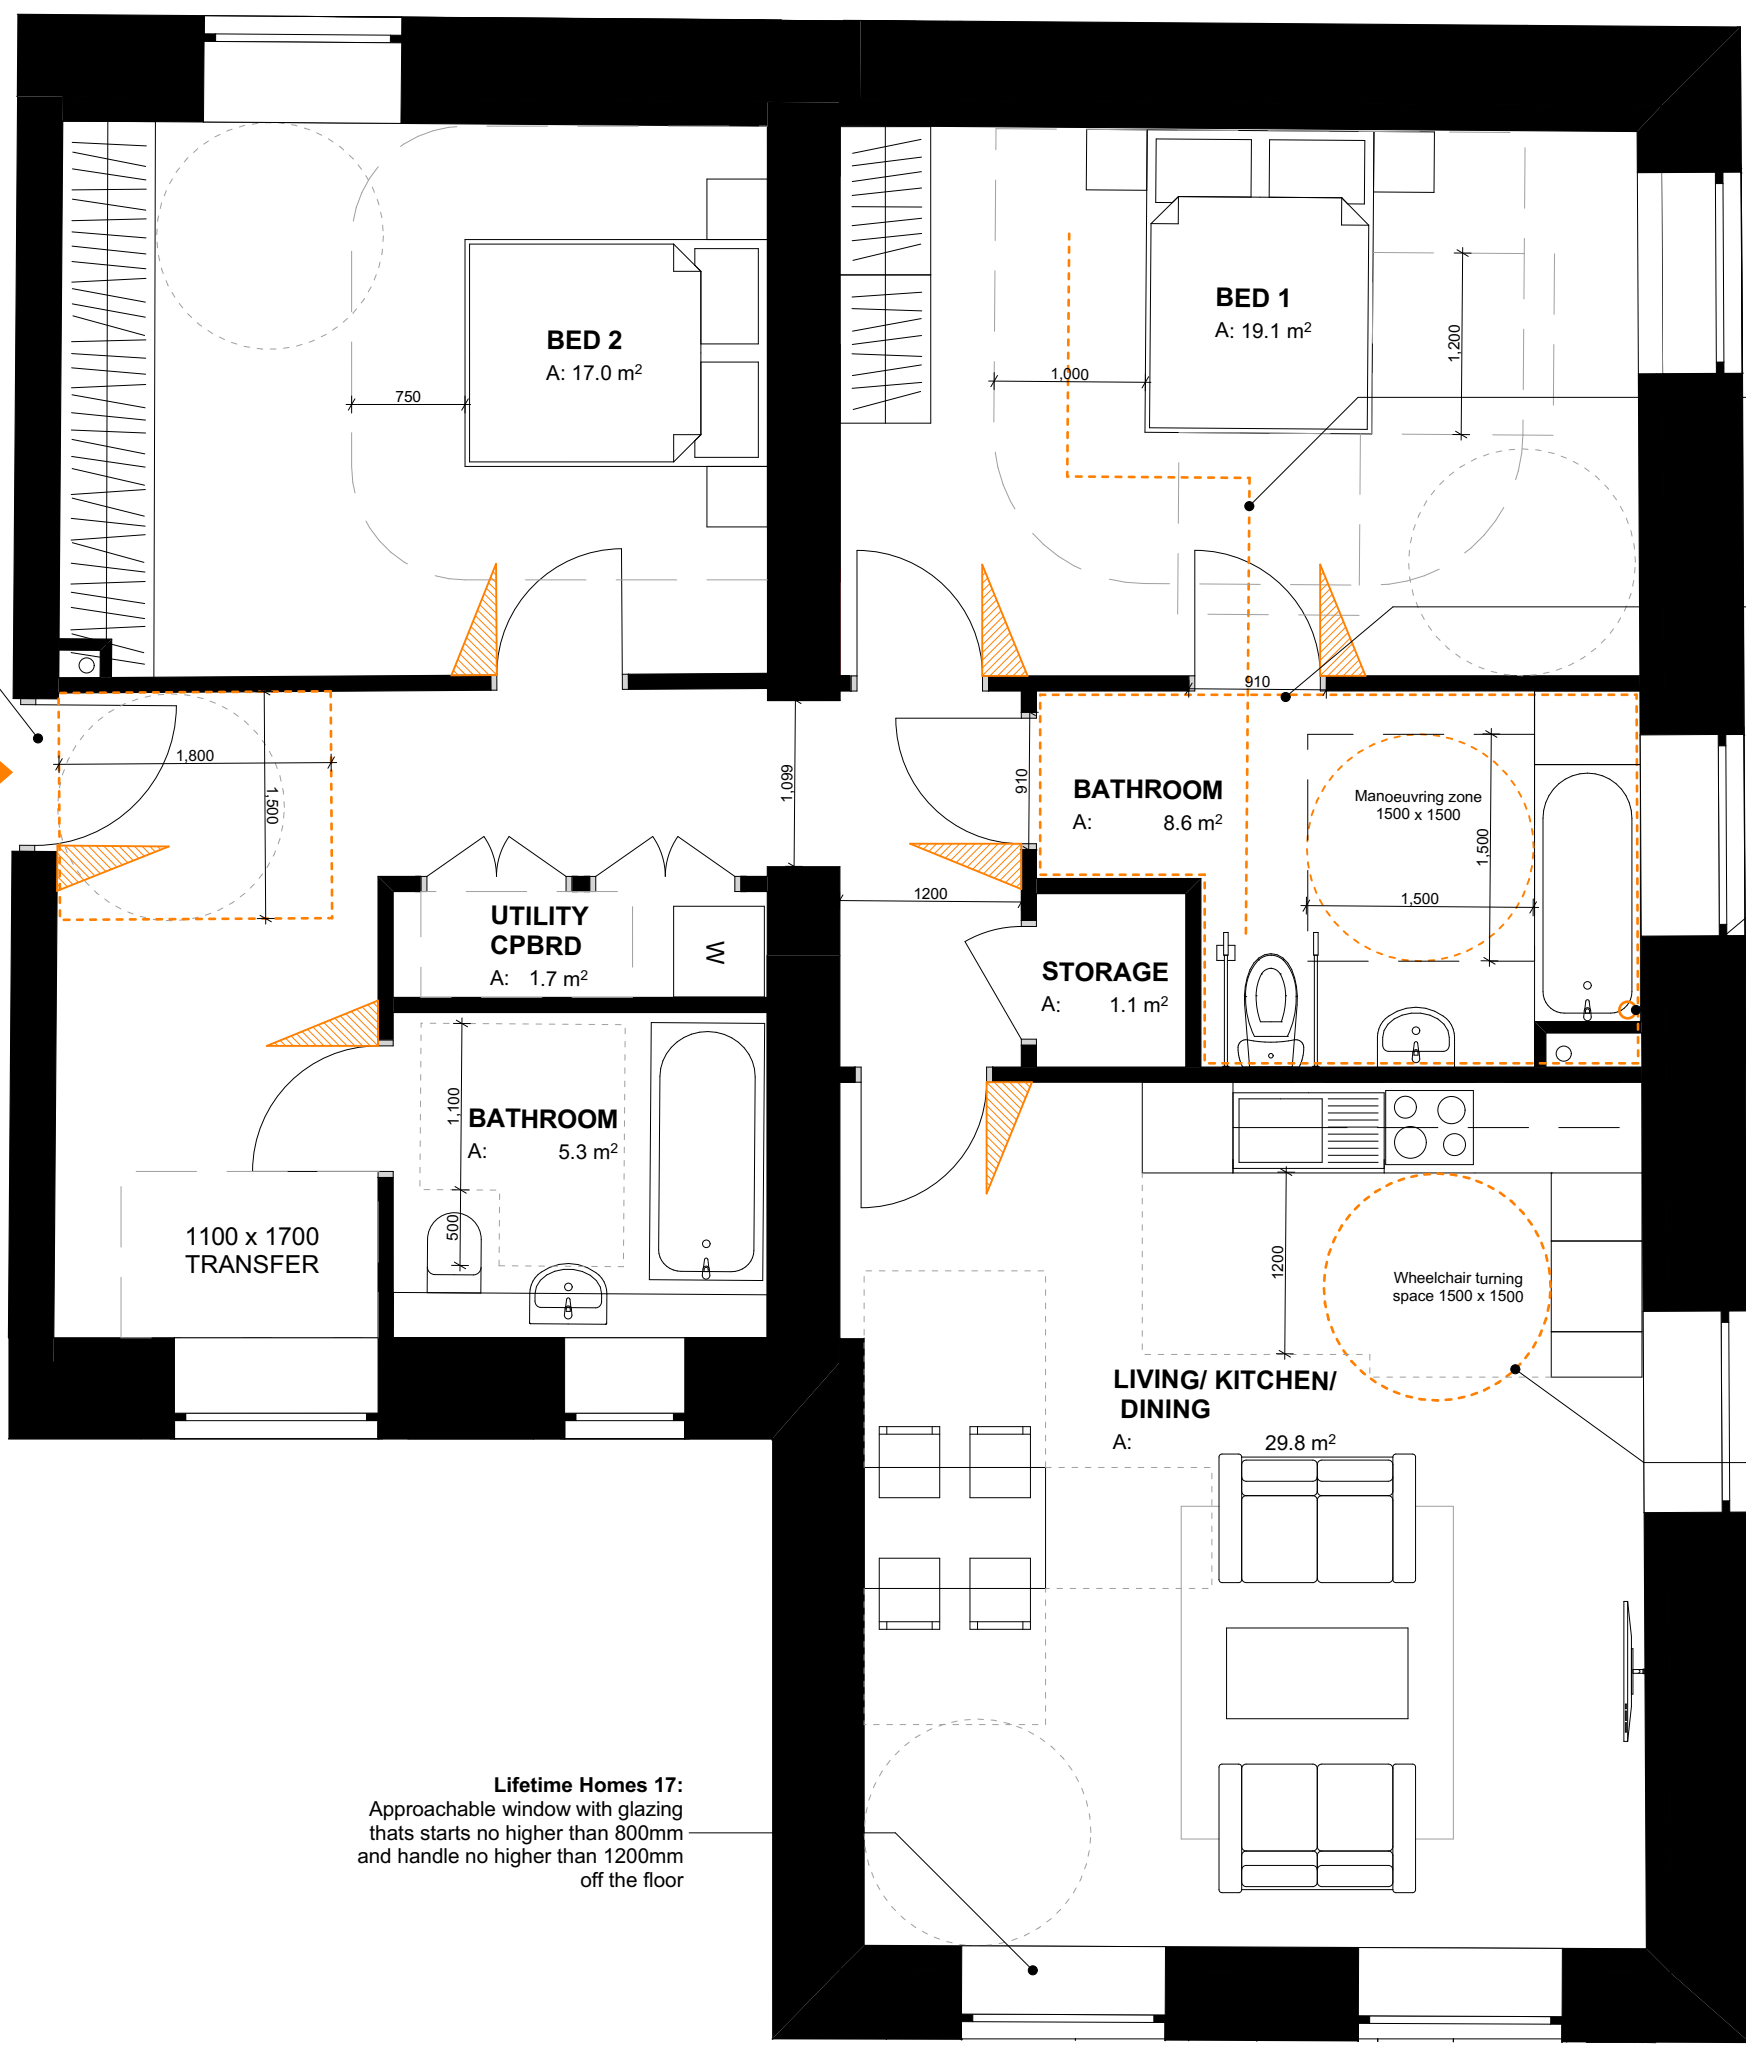 BED 2
A: 17.0 m²
750
BED 1
A: 19.1 m²
1,000
1,200
910
1,800
1,500
1,099
910
BATHROOM
A: 8.6 m²
Manoeuvring zone
1500 x 1500
1,500
1,500
1200
UTILITY
CPBRD
A: 1.7 m²
W
STORAGE
A: 1.1 m²
1,100
BATHROOM
A: 5.3 m²
500
1100 x 1700
TRANSFER
1200
Wheelchair turning
space 1500 x 1500
LIVING/ KITCHEN/
DINING
A: 29.8 m²
Lifetime Homes 17:
Approachable window with glazing
thats starts no higher than 800mm
and handle no higher than 1200mm
off the floor